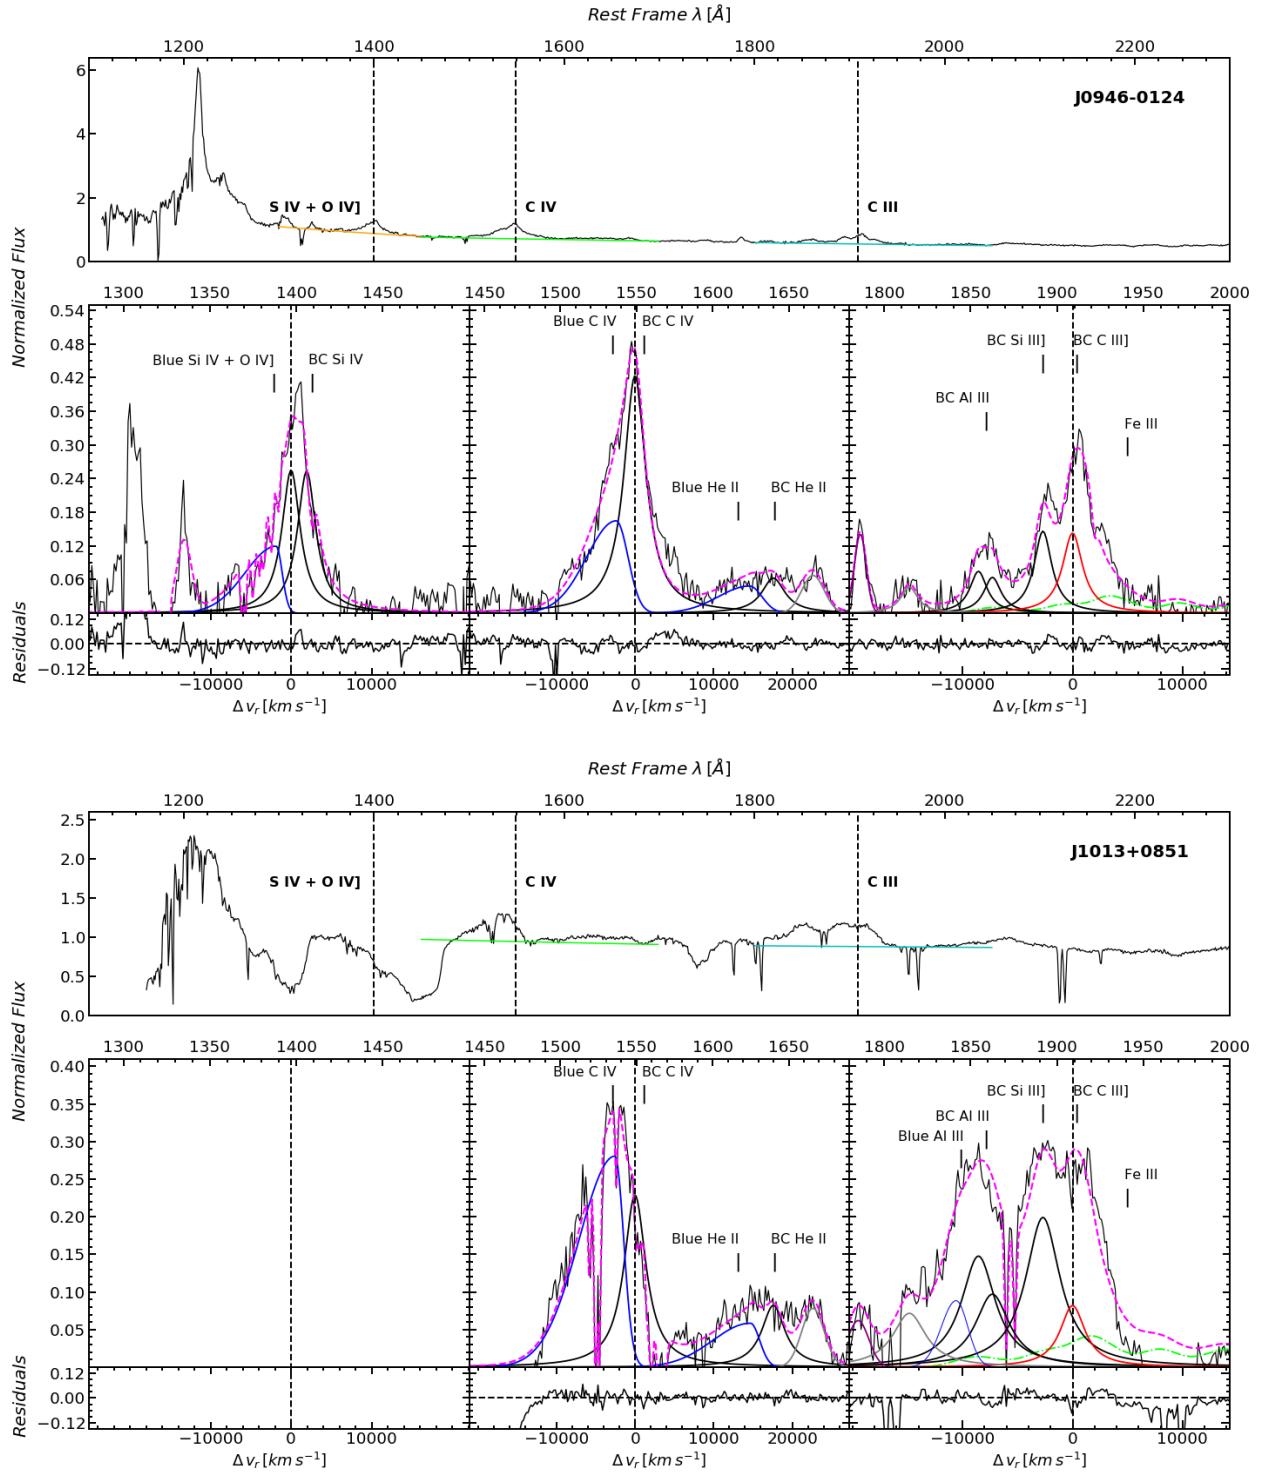 Rest Frame λ [Å]
1200 1400 1600 1800 2000 2200
6
4
2
0
J0946-0124
S IV + O IV]
C IV
C III
Normalized Flux
1300 1350 1400 1450
1450 1500 1550 1600 1650
1800 1850 1900 1950 2000
0.54
0.48
0.42
0.36
0.30
0.24
0.18
0.12
0.06
Blue Si IV + O IV]
BC Si IV
Blue C IV
BC C IV
Blue He II
BC He II
BC Si III]
BC C III]
BC Al III
Fe III
Residuals
0.12
0.00
−0.12
−10000 0 10000
−10000 0 10000 20000
−10000 0 10000
Δ vr [km s−1]
Δ vr [km s−1]
Δ vr [km s−1]
Rest Frame λ [Å]
1200 1400 1600 1800 2000 2200
2.5
2.0
1.5
1.0
0.5
0.0
J1013+0851
S IV + O IV]
C IV
C III
Normalized Flux
1300 1350 1400 1450
1450 1500 1550 1600 1650
1800 1850 1900 1950 2000
0.40
0.35
0.30
0.25
0.20
0.15
0.10
0.05
Blue C IV
BC C IV
Blue He II
BC He II
BC Si III]
BC C III]
BC Al III
Blue Al III
Fe III
Residuals
0.12
0.00
−0.12
−10000 0 10000
−10000 0 10000 20000
−10000 0 10000
Δ vr [km s−1]
Δ vr [km s−1]
Δ vr [km s−1]